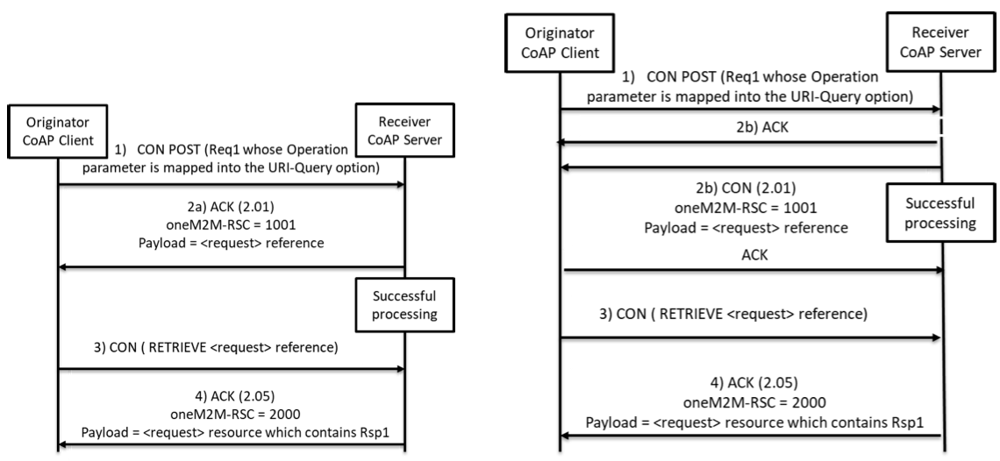 Originator
CoAP Client
Receiver
CoAP Server
1) CON POST (Req1 whose Operation
parameter is mapped into the URI-Query option)
2a) ACK (2.01)
oneM2M-RSC = 1001
Payload = <request> reference
Successful
processing
3) CON ( RETRIEVE <request> reference)
4) ACK (2.05)
oneM2M-RSC = 2000
Payload = <request> resource which contains Rsp1
Originator
CoAP Client
Receiver
CoAP Server
1) CON POST (Req1 whose Operation
parameter is mapped into the URI-Query option)
2b) ACK
2b) CON (2.01)
oneM2M-RSC = 1001
Payload = <request> reference
Successful
processing
ACK
3) CON ( RETRIEVE <request> reference)
4) ACK (2.05)
oneM2M-RSC = 2000
Payload = <request> resource which contains Rsp1